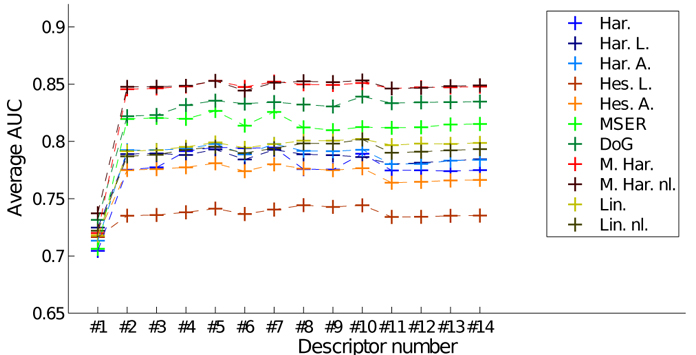 0.9
0.85
0.8
0.75
0.7
0.65
Average AUC
#1 #2 #3 #4 #5 #6 #7 #8 #9 #10 #11 #12 #13 #14
Descriptor number
Har.
Har. L.
Har. A.
Hes. L.
Hes. A.
MSER
DoG
M. Har.
M. Har. nl.
Lin.
Lin. nl.